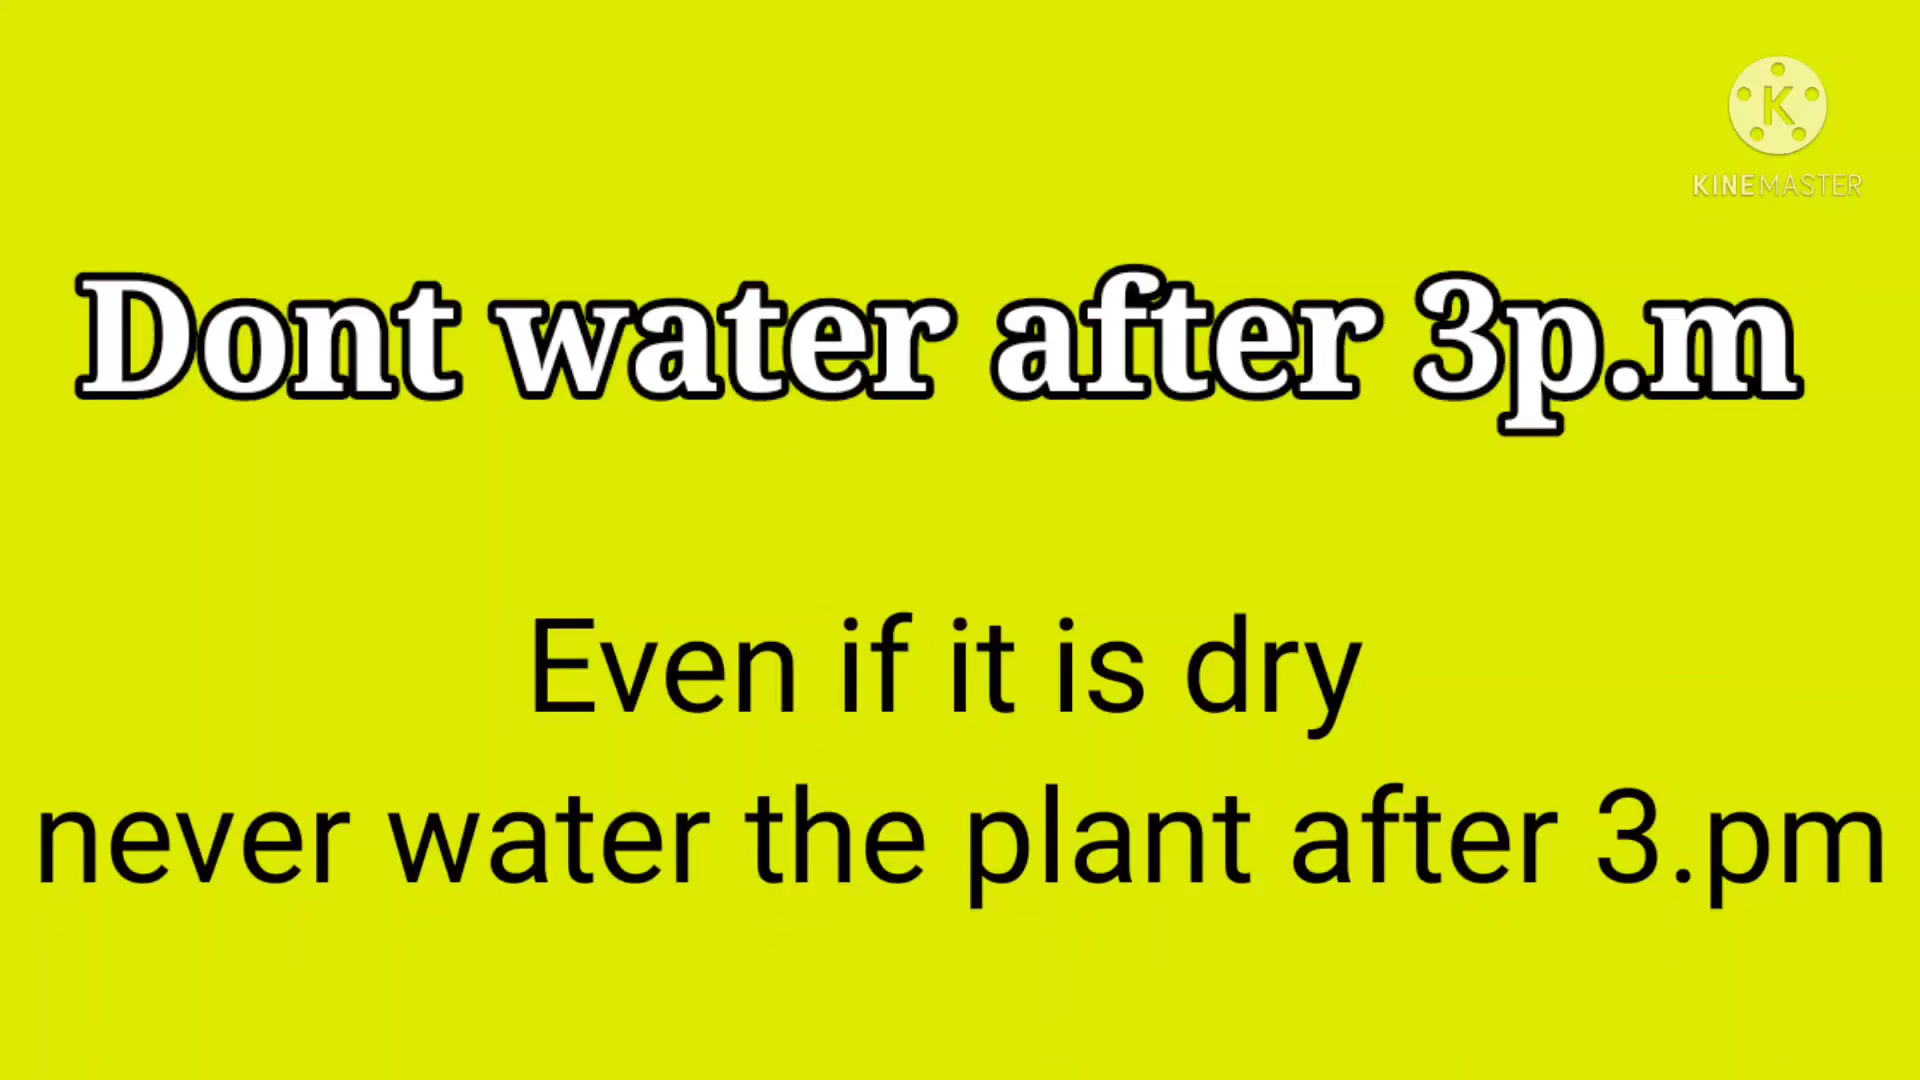 K
KINEMASTER
Dont water after 3p.m
Even if it is dry
never water the plant after 3.pm